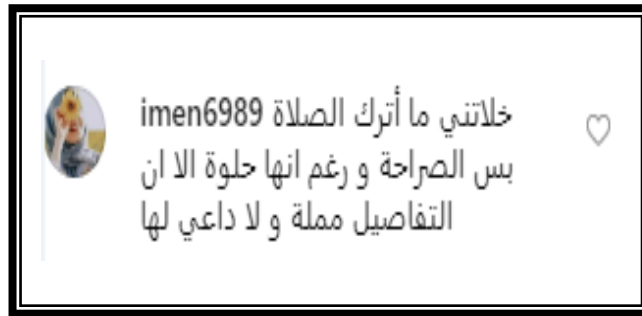 imen6989 خلاتني ما أترك الصلاة
بس الصراحة و رغم انها حلوة الا ان
التفاصيل مملة و لا داعي لها